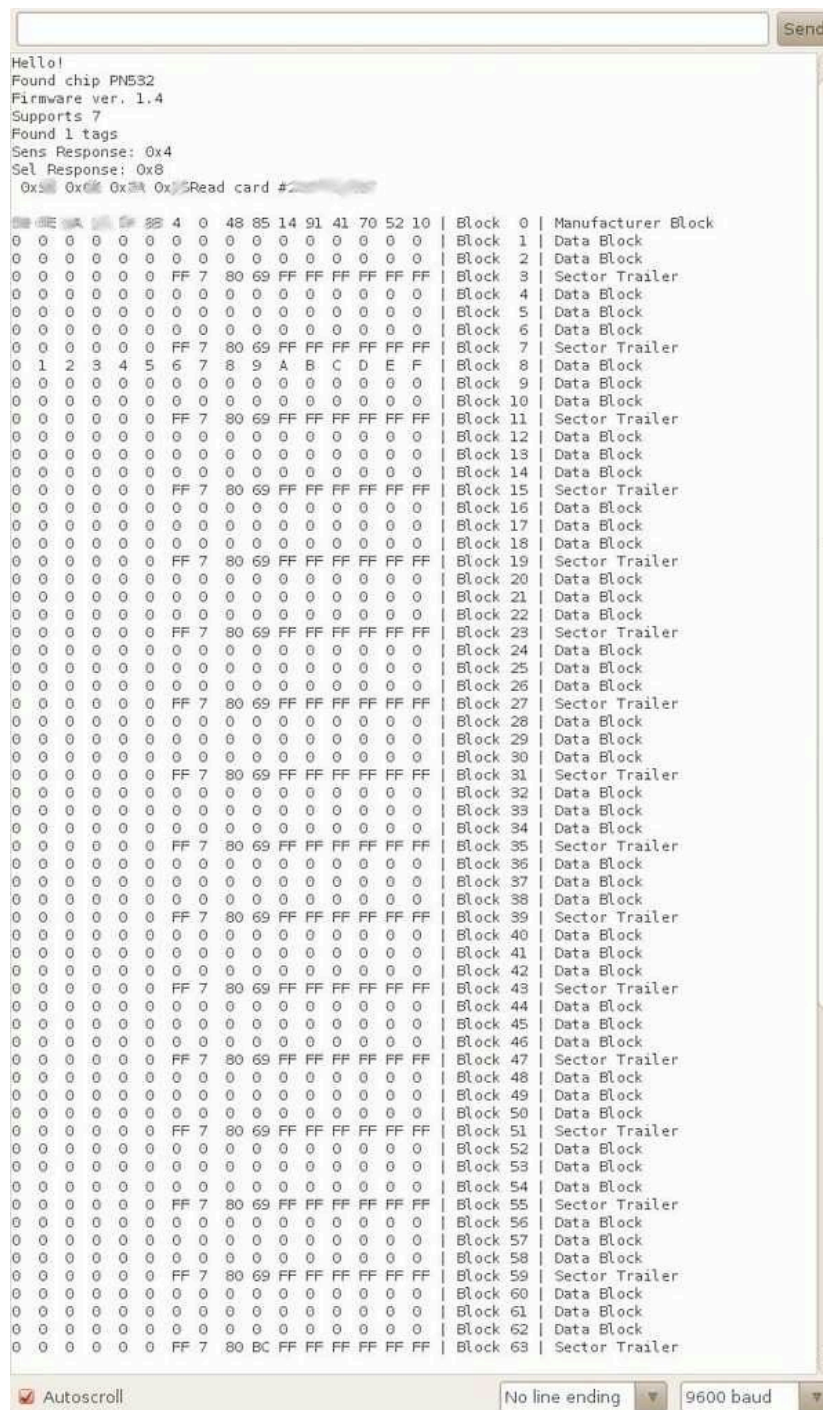 Send
Hello!
Found chip PN532
Firmware ver. 1.4
Supports 7
Found 1 tags
Sens Response: 0x4
Sel Response: 0x8
Read card
4 0 48 85 14 91 41 70 52 10 | Block 0 | Manufacturer Block
0 0 0 0 0 0 0 0 0 0 0 0 0 0 0 0 | Block 1 | Data Block
0 0 0 0 0 0 0 0 0 0 0 0 0 0 0 0 | Block 2 | Data Block
0 0 0 0 0 0 FF 7 80 69 FF FF FF FF FF FF | Block 3 | Sector Trailer
0 0 0 0 0 0 0 0 0 0 0 0 0 0 0 0 | Block 4 | Data Block
0 0 0 0 0 0 0 0 0 0 0 0 0 0 0 0 | Block 5 | Data Block
0 0 0 0 0 0 0 0 0 0 0 0 0 0 0 0 | Block 6 | Data Block
0 0 0 0 0 0 FF 7 80 69 FF FF FF FF FF FF | Block 7 | Sector Trailer
0 1 2 3 4 5 6 7 8 9 A B C D E F | Block 8 | Data Block
0 0 0 0 0 0 0 0 0 0 0 0 0 0 0 0 | Block 9 | Data Block
0 0 0 0 0 0 0 0 0 0 0 0 0 0 0 0 | Block 10 | Data Block
0 0 0 0 0 0 FF 7 80 69 FF FF FF FF FF FF | Block 11 | Sector Trailer
0 0 0 0 0 0 0 0 0 0 0 0 0 0 0 0 | Block 12 | Data Block
0 0 0 0 0 0 0 0 0 0 0 0 0 0 0 0 | Block 13 | Data Block
0 0 0 0 0 0 0 0 0 0 0 0 0 0 0 0 | Block 14 | Data Block
0 0 0 0 0 0 FF 7 80 69 FF FF FF FF FF FF | Block 15 | Sector Trailer
0 0 0 0 0 0 0 0 0 0 0 0 0 0 0 0 | Block 16 | Data Block
0 0 0 0 0 0 0 0 0 0 0 0 0 0 0 0 | Block 17 | Data Block
0 0 0 0 0 0 0 0 0 0 0 0 0 0 0 0 | Block 18 | Data Block
0 0 0 0 0 0 FF 7 80 69 FF FF FF FF FF FF | Block 19 | Sector Trailer
0 0 0 0 0 0 0 0 0 0 0 0 0 0 0 0 | Block 20 | Data Block
0 0 0 0 0 0 0 0 0 0 0 0 0 0 0 0 | Block 21 | Data Block
0 0 0 0 0 0 0 0 0 0 0 0 0 0 0 0 | Block 22 | Data Block
0 0 0 0 0 0 FF 7 80 69 FF FF FF FF FF FF | Block 23 | Sector Trailer
0 0 0 0 0 0 0 0 0 0 0 0 0 0 0 0 | Block 24 | Data Block
0 0 0 0 0 0 0 0 0 0 0 0 0 0 0 0 | Block 25 | Data Block
0 0 0 0 0 0 0 0 0 0 0 0 0 0 0 0 | Block 26 | Data Block
0 0 0 0 0 0 FF 7 80 69 FF FF FF FF FF FF | Block 27 | Sector Trailer
0 0 0 0 0 0 0 0 0 0 0 0 0 0 0 0 | Block 28 | Data Block
0 0 0 0 0 0 0 0 0 0 0 0 0 0 0 0 | Block 29 | Data Block
0 0 0 0 0 0 0 0 0 0 0 0 0 0 0 0 | Block 30 | Data Block
0 0 0 0 0 0 FF 7 80 69 FF FF FF FF FF FF | Block 31 | Sector Trailer
0 0 0 0 0 0 0 0 0 0 0 0 0 0 0 0 | Block 32 | Data Block
0 0 0 0 0 0 0 0 0 0 0 0 0 0 0 0 | Block 33 | Data Block
0 0 0 0 0 0 0 0 0 0 0 0 0 0 0 0 | Block 34 | Data Block
0 0 0 0 0 0 FF 7 80 69 FF FF FF FF FF FF | Block 35 | Sector Trailer
0 0 0 0 0 0 0 0 0 0 0 0 0 0 0 0 | Block 36 | Data Block
0 0 0 0 0 0 0 0 0 0 0 0 0 0 0 0 | Block 37 | Data Block
0 0 0 0 0 0 0 0 0 0 0 0 0 0 0 0 | Block 38 | Data Block
0 0 0 0 0 0 FF 7 80 69 FF FF FF FF FF FF | Block 39 | Sector Trailer
0 0 0 0 0 0 0 0 0 0 0 0 0 0 0 0 | Block 40 | Data Block
0 0 0 0 0 0 0 0 0 0 0 0 0 0 0 0 | Block 41 | Data Block
0 0 0 0 0 0 0 0 0 0 0 0 0 0 0 0 | Block 42 | Data Block
0 0 0 0 0 0 FF 7 80 69 FF FF FF FF FF FF | Block 43 | Sector Trailer
0 0 0 0 0 0 0 0 0 0 0 0 0 0 0 0 | Block 44 | Data Block
0 0 0 0 0 0 0 0 0 0 0 0 0 0 0 0 | Block 45 | Data Block
0 0 0 0 0 0 0 0 0 0 0 0 0 0 0 0 | Block 46 | Data Block
0 0 0 0 0 0 FF 7 80 69 FF FF FF FF FF FF | Block 47 | Sector Trailer
0 0 0 0 0 0 0 0 0 0 0 0 0 0 0 0 | Block 48 | Data Block
0 0 0 0 0 0 0 0 0 0 0 0 0 0 0 0 | Block 49 | Data Block
0 0 0 0 0 0 0 0 0 0 0 0 0 0 0 0 | Block 50 | Data Block
0 0 0 0 0 0 FF 7 80 69 FF FF FF FF FF FF | Block 51 | Sector Trailer
0 0 0 0 0 0 0 0 0 0 0 0 0 0 0 0 | Block 52 | Data Block
0 0 0 0 0 0 0 0 0 0 0 0 0 0 0 0 | Block 53 | Data Block
0 0 0 0 0 0 0 0 0 0 0 0 0 0 0 0 | Block 54 | Data Block
0 0 0 0 0 0 FF 7 80 69 FF FF FF FF FF FF | Block 55 | Sector Trailer
0 0 0 0 0 0 0 0 0 0 0 0 0 0 0 0 | Block 56 | Data Block
0 0 0 0 0 0 0 0 0 0 0 0 0 0 0 0 | Block 57 | Data Block
0 0 0 0 0 0 0 0 0 0 0 0 0 0 0 0 | Block 58 | Data Block
0 0 0 0 0 0 FF 7 80 69 FF FF FF FF FF FF | Block 59 | Sector Trailer
0 0 0 0 0 0 0 0 0 0 0 0 0 0 0 0 | Block 60 | Data Block
0 0 0 0 0 0 0 0 0 0 0 0 0 0 0 0 | Block 61 | Data Block
0 0 0 0 0 0 0 0 0 0 0 0 0 0 0 0 | Block 62 | Data Block
0 0 0 0 0 0 FF 7 80 BC FF FF FF FF FF FF | Block 63 | Sector Trailer
Autoscroll
No line ending
9600 baud